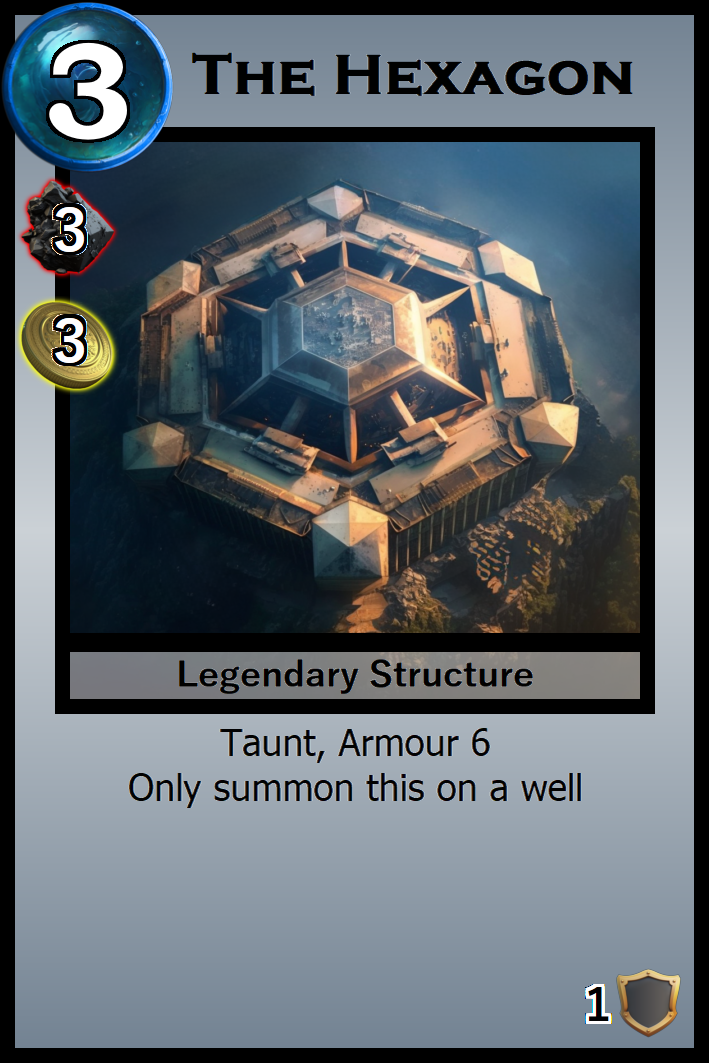 3
The Hexagon
3
3
Legendary Structure
Taunt, Armour 6
Only summon this on a well
1